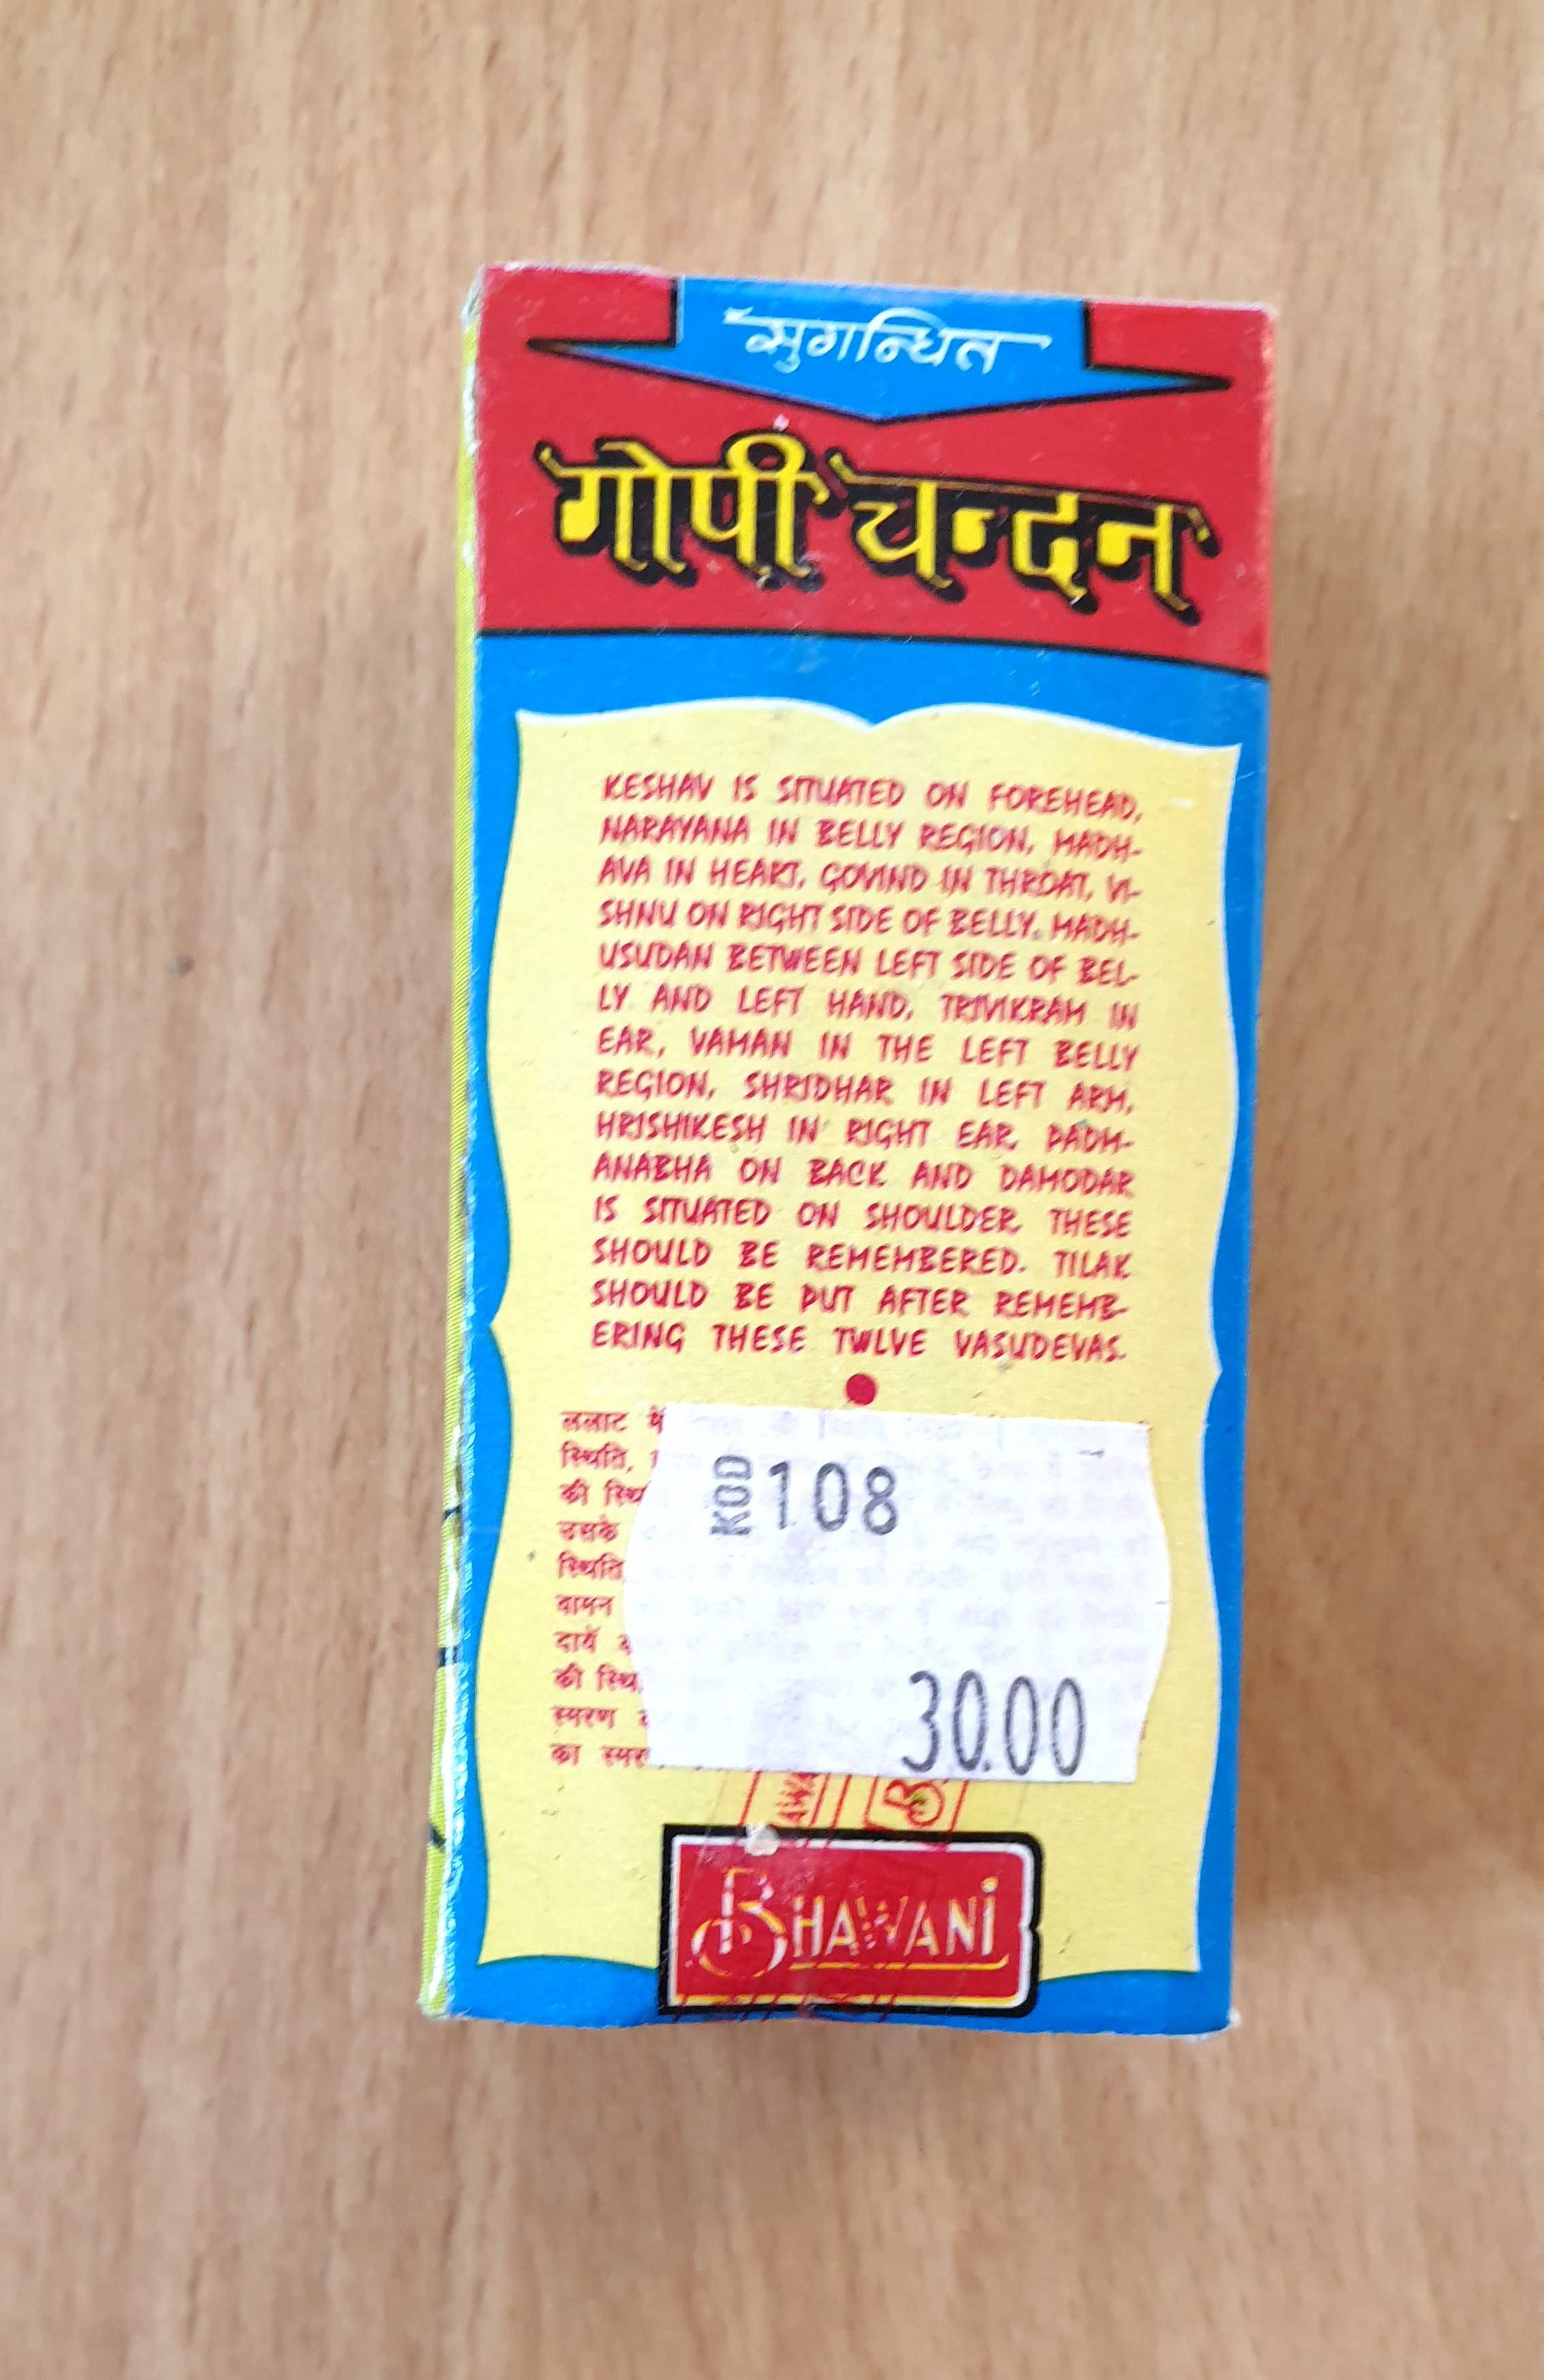 सुगन्धित
गोपी चन्दन
KESHAV IS SITUATED ON FOREHEAD,
NARAYANA IN BELLY REGION, MADH-
AVA IN HEART, GOVIND IN THROAT, VI-
SHNU ON RIGHT SIDE OF BELLY. MADH-
USUDAN BETWEEN LEFT SIDE OF BEL-
LY AND LEFT HAND, TRIVIKRAM IN
EAR, VAMAN IN THE LEFT BELLY
REGION, SHRIDHAR IN LEFT ARM,
HRISHIKESH IN RIGHT EAR, PADM-
ANABHA ON BACK AND DAMODAR
IS SITUATED ON SHOULDER. THESE
SHOULD BE REMEMBERED. TILAK
SHOULD BE PUT AFTER REMEMB-
ERING THESE TWLVE VASUDEVAS.
ललाट में
स्थिति,
की
उसके
स्थिति
वामन
दायें
की
स्मरण
का
KOD 108
30.00
BHAWANI